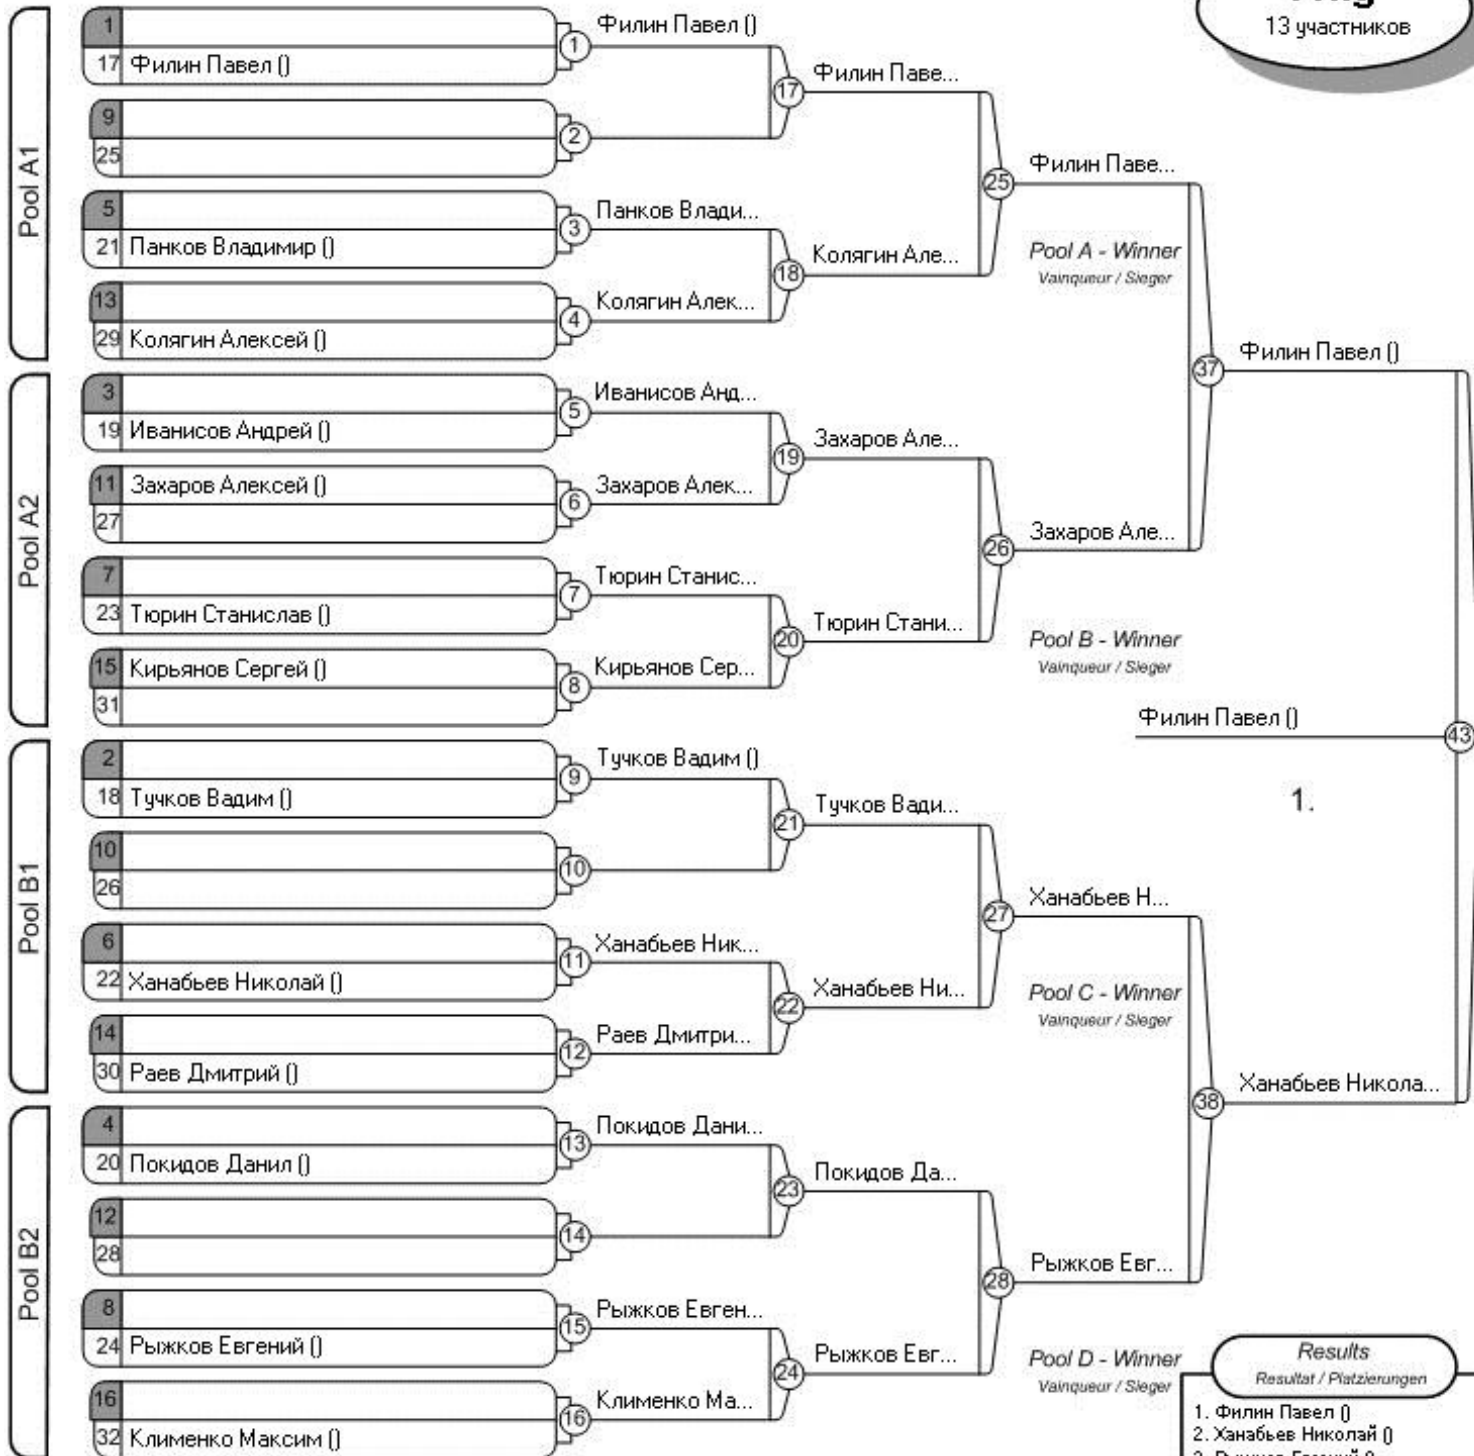 13 участников
Pool A1
1
17 Филин Павел ()
1
Филин Павел ()
9
25
2
17
Филин Паве...
5
21 Панков Владимир ()
3
Панков Влади...
13
29 Колягин Алексей ()
4
Колягин Алек...
18
Колягин Але...
25
Филин Паве...
Pool A - Winner
Vainqueur / Sieger
Pool A2
3
19 Иванисов Андрей ()
5
Иванисов Анд...
11 Захаров Алексей ()
27
6
Захаров Алек...
19
Захаров Але...
7
23 Тюрин Станислав ()
7
Тюрин Станис...
15 Кирьянов Сергей ()
31
8
Кирьянов Сер...
20
Тюрин Стани...
26
Захаров Але...
Pool B - Winner
Vainqueur / Sieger
37
Филин Павел ()
Филин Павел ()
43
1.
Pool B1
2
18 Тучков Вадим ()
9
Тучков Вадим ()
10
26
10
21
Тучков Вади...
6
22 Ханабьев Николай ()
11
Ханабьев Ник...
14
30 Раев Дмитрий ()
12
Раев Дмитри...
22
Ханабьев Ни...
27
Ханабьев Н...
Pool C - Winner
Vainqueur / Sieger
Pool B2
4
20 Покидов Данил ()
13
Покидов Дани...
12
28
14
23
Покидов Да...
8
24 Рыжков Евгений ()
15
Рыжков Евген...
16
32 Клименко Максим ()
16
Клименко Ма...
24
Рыжков Евг...
28
Рыжков Евг...
Pool D - Winner
Vainqueur / Sieger
38
Ханабьев Никола...
Results
Resultat / Platzierungen
1. Филин Павел ()
2. Ханабьев Николай ()